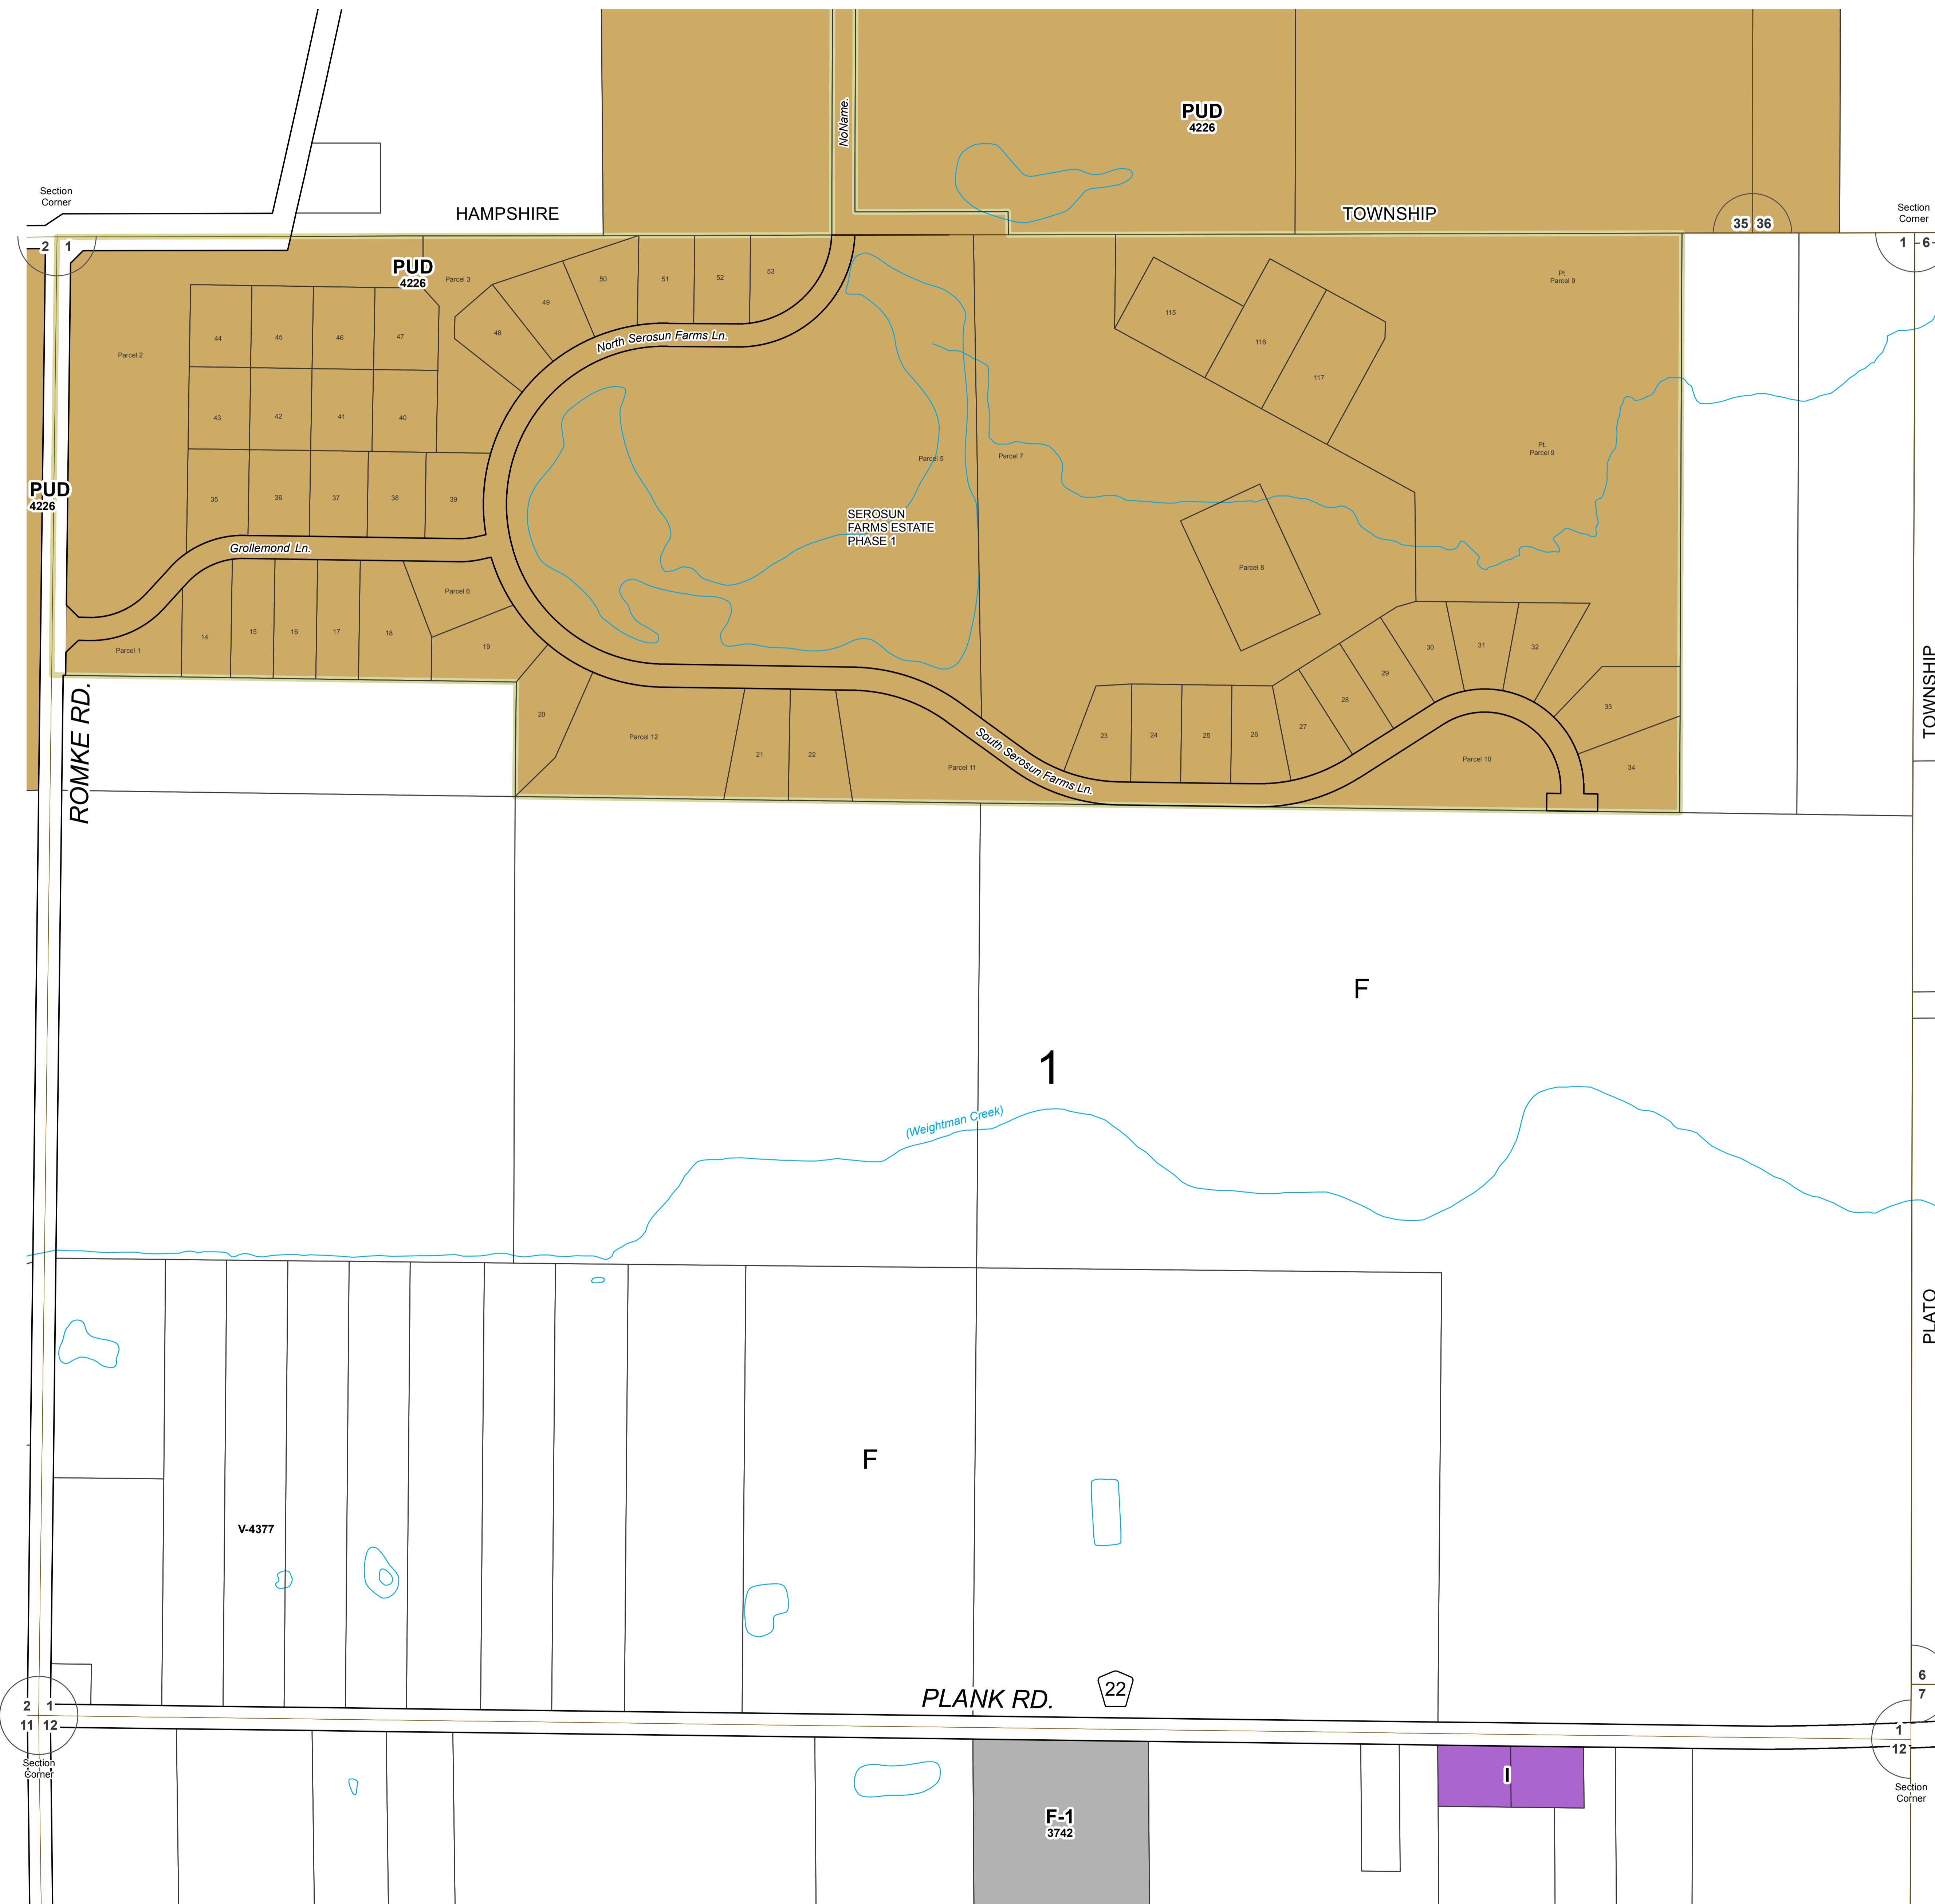 NoName.
PUD
4226
Section
Corner
HAMPSHIRE
TOWNSHIP
35
36
Section
Corner
2
1
1
6
PUD
4226
Parcel 3
50
51
52
53
Pt.
Parcel 9
49
115
48
North Serosun Farms Ln.
44
45
46
47
116
Parcel 2
117
43
42
41
40
Parcel 5
Parcel 7
Pt.
Parcel 9
PUD
4226
35
36
37
38
39
SEROSUN
FARMS ESTATE
PHASE 1
Grollemond Ln.
Parcel 8
Parcel 6
14
15
16
17
18
19
Parcel 1
30
31
32
29
28
27
33
20
Parcel 12
21
22
23
24
25
26
South Serosun Farms Ln.
Parcel 11
Parcel 10
34
ROMKE RD.
TOWNSHIP
F
1
(Weightman Creek)
PLATO
F
V-4377
PLANK RD.
22
6
7
2
1
11
12
Section
Corner
1
12
Section
Corner
I
F-1
3742